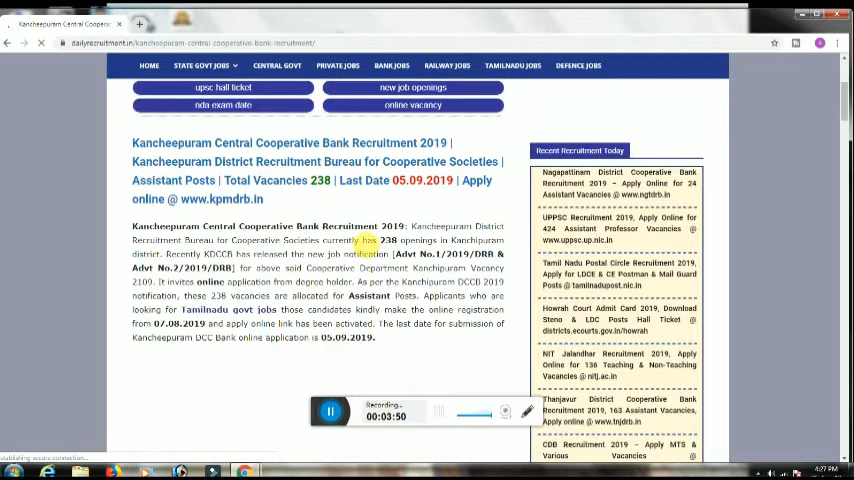 Kancheepuram Central Cooperat
dailyrecruitment.in/kancheepuram-central-cooperative-bank-recruitment/
HOME STATE GOVT JOBS CENTRAL GOVT PRIVATE JOBS BANK JOBS RAILWAY JOBS TAMILNADU JOBS DEFENCE JOBS
upsc hall ticket new job openings
nda exam date online vacancy
Kancheepuram Central Cooperative Bank Recruitment 2019 |
Kancheepuram District Recruitment Bureau for Cooperative Societies |
Assistant Posts | Total Vacancies 238 | Last Date 05.09.2019 | Apply
online @ www.kpmdrb.in
Kancheepuram Central Cooperative Bank Recruitment 2019: Kancheepuram District
Recruitment Bureau for Cooperative Societies currently has 238 openings in Kanchipuram
district. Recently KDCCB has released the new job notification [Advt No.1/2019/DRB &
Advt No.2/2019/DRB] for above said Cooperative Department Kanchipuram Vacancy
2109. It invites online application from degree holder. As per the Kanchipuram DCCB 2019
notification, these 238 vacancies are allocated for Assistant Posts. Applicants who are
looking for Tamilnadu govt jobs those candidates kindly make the online registration
from 07.08.2019 and apply online link has been activated. The last date for submission of
Kancheepuram DCC Bank online application is 05.09.2019.
Recent Recruitment Today
Nagapattinam District Cooperative Bank
Recruitment 2019 – Apply Online for 24
Assistant Vacancies @ www.ngtdrb.in
UPPSC Recruitment 2019, Apply Online for
424 Assistant Professor Vacancies @
www.uppsc.up.nic.in
Tamil Nadu Postal Circle Recruitment 2019,
Apply for LDCE & CE Postman & Mail Guard
Posts @ tamilnadupost.nic.in
Howrah Court Admit Card 2019, Download
Steno & LDC Posts Hall Ticket @
districts.ecourts.gov.in/howrah
NIT Jalandhar Recruitment 2019, Apply
Online for 136 Teaching & Non-Teaching
Vacancies @ nitj.ac.in
Thanjavur District Cooperative Bank
Recruitment 2019, 163 Assistant Vacancies,
Apply online @ www.tnjdrb.in
CDB Recruitment 2019 – Apply MTS &
Various Vacancies @
Recording...
00:03:50
stablishing secure connection...
4:27 PM